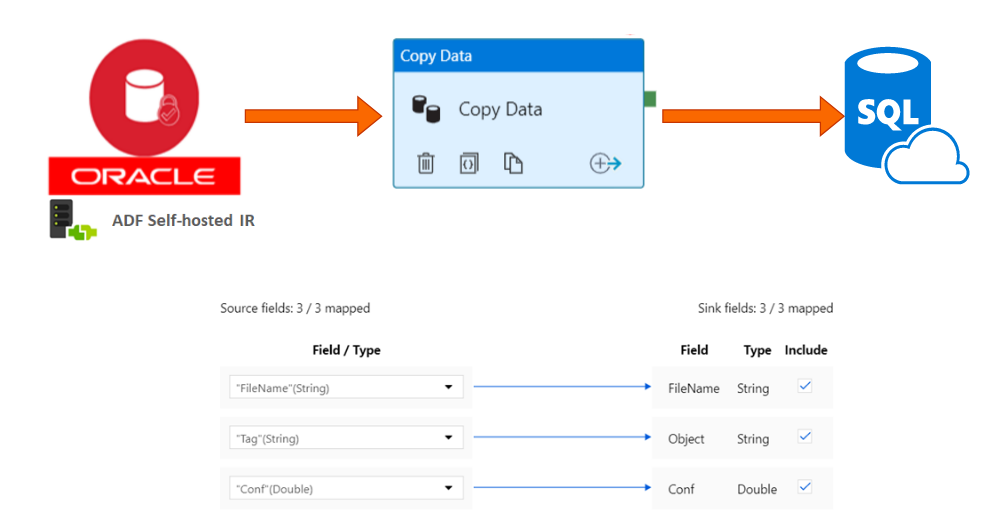 Copy Data
Copy Data
SQL
ORACLE
ADF Self-hosted IR
Source fields: 3 / 3 mapped
Sink fields: 3 / 3 mapped
Field / Type
Field Type Include
"FileName"(String)
FileName String
"Tag"(String)
Object String
"Conf"(Double)
Conf Double